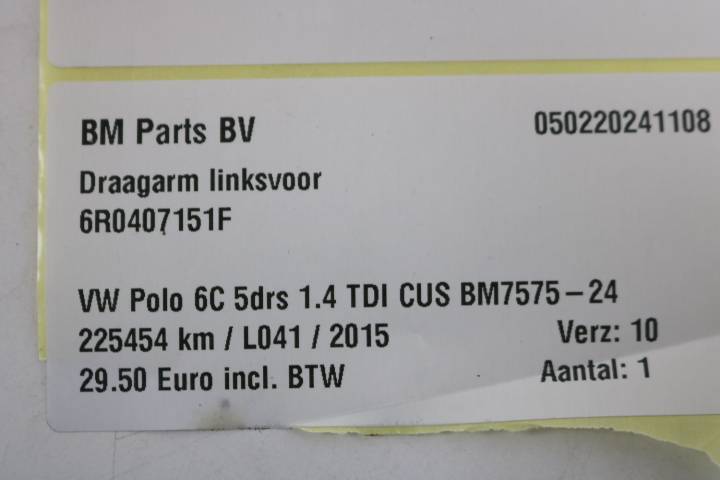 BM Parts BV 050220241108
Draagarm linksvoor
6R0407151F
VW Polo 6C 5drs 1.4 TDI CUS BM7575-24
225454 km / L041 / 2015 Verz: 10
29.50 Euro incl. BTW Aantal: 1